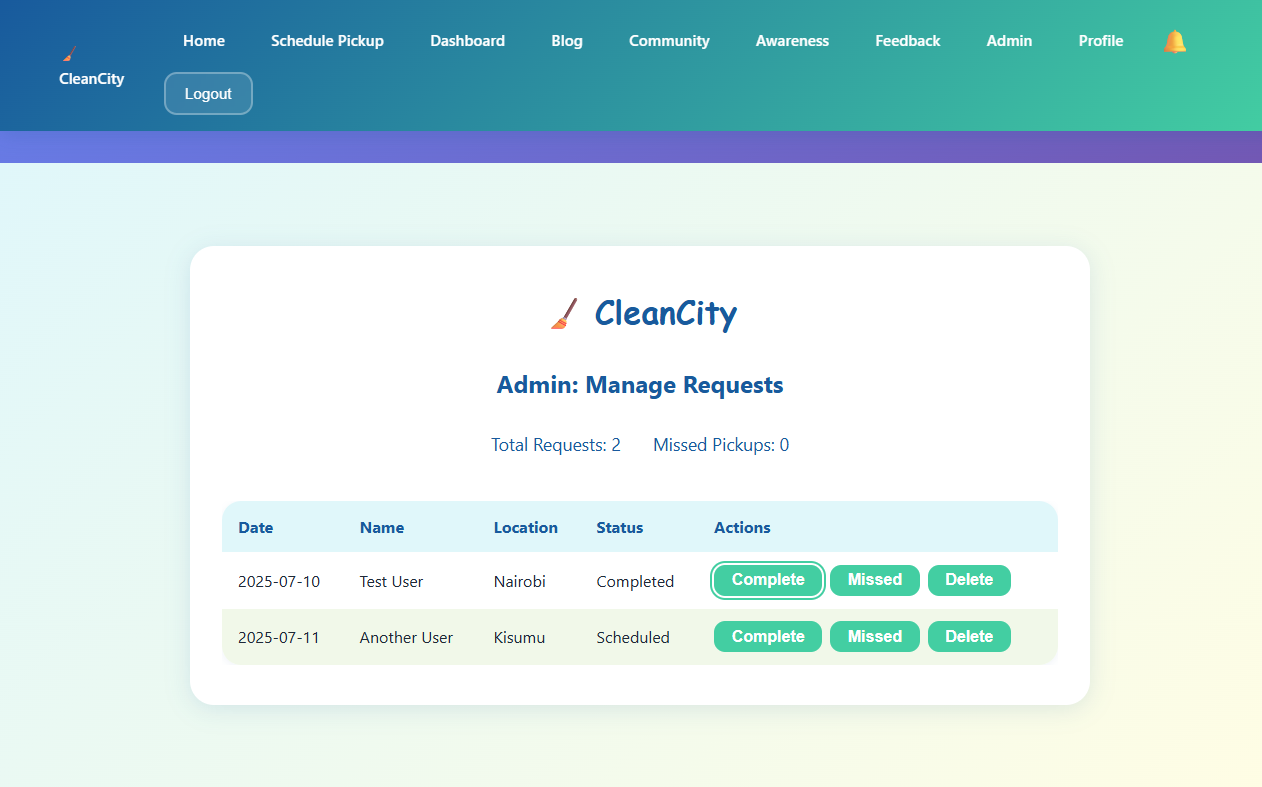 Home Schedule Pickup Dashboard Blog Community Awareness Feedback Admin Profile
CleanCity
Logout
CleanCity
Admin: Manage Requests
Total Requests: 2 Missed Pickups: 0
Date Name Location Status Actions
2025-07-10 Test User Nairobi Completed Complete Missed Delete
2025-07-11 Another User Kisumu Scheduled Complete Missed Delete